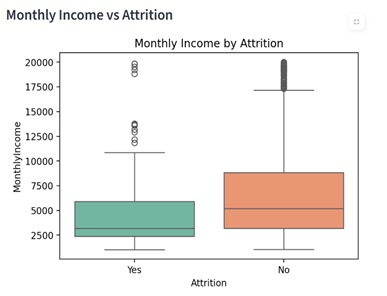 Monthly Income vs Attrition
Monthly Income by Attrition
20000
17500
15000
12500
10000
7500
5000
2500
MonthlyIncome
Yes No
Attrition